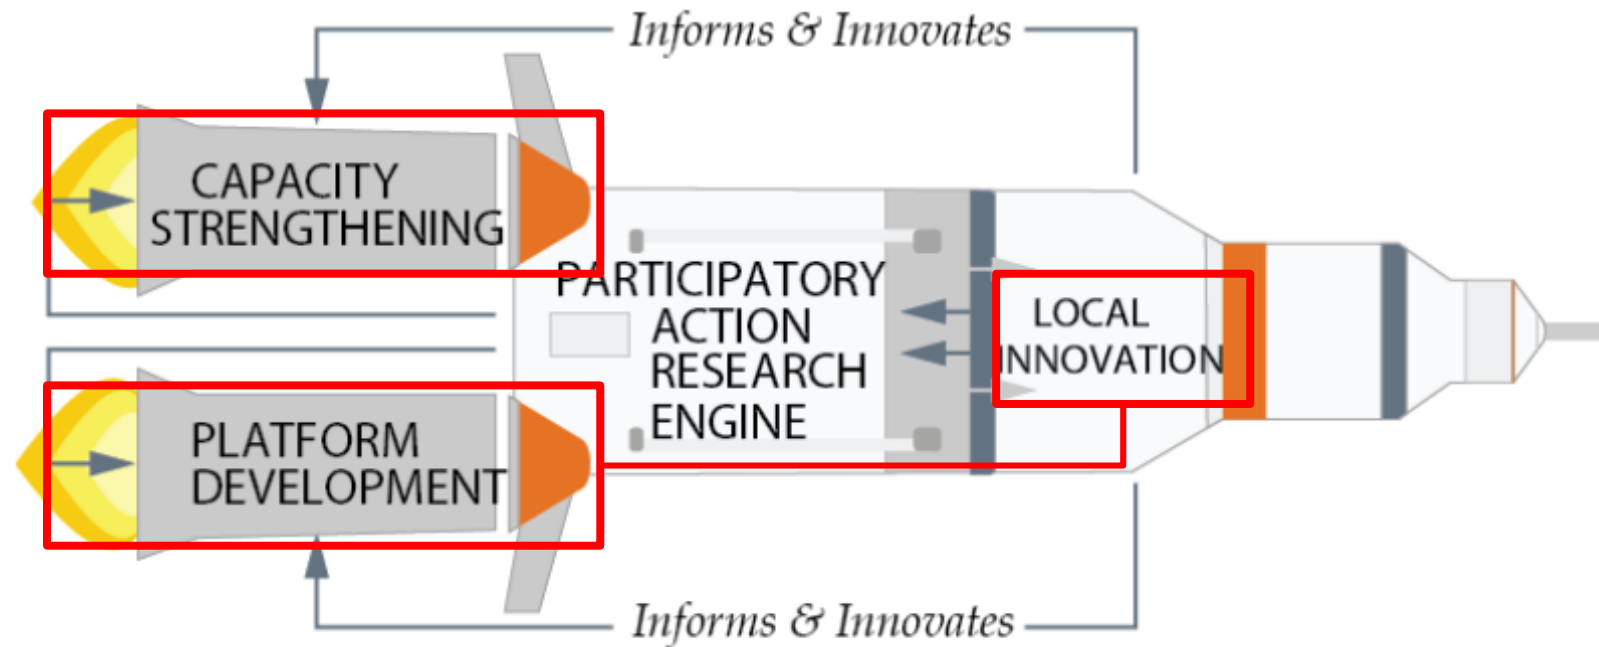 Informs & Innovates
CAPACITY
STRENGTHENING
PARTICIPATORY
ACTION
RESEARCH
ENGINE
LOCAL
INNOVATION
PLATFORM
DEVELOPMENT
Informs & Innovates